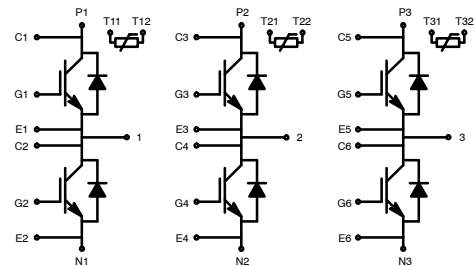 P1 T11 T12 P2 T21 T22 P3 T31 T32
C1 C3 C5
G1 G3 G5
E1 E3 E5
1 2 3
C2 C4 C6
G2 G4 G6
E2 E4 E6
N1 N2 N3